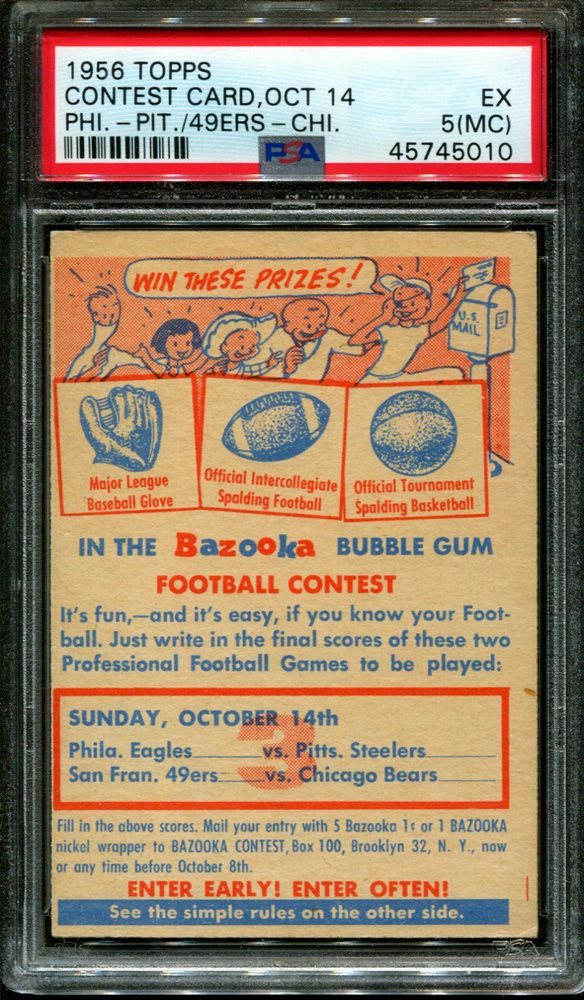 1956 TOPPS
CONTEST CARD,OCT 14 EX
PHI. - PIT./49ERS - CHI. 5(MC)
PSA 45745010
WIN THESE PRIZES!
U.S.
MAIL
Major League
Baseball Glove
Official Intercollegiate
Spalding Football
Official Tournament
Spalding Basketball
IN THE Bazooka BUBBLE GUM
FOOTBALL CONTEST
It's fun,—and it's easy, if you know your Foot-
ball. Just write in the final scores of these two
Professional Football Games to be played:
3
SUNDAY, OCTOBER 14th
Phila. Eagles______vs. Pitts. Steelers______
San Fran. 49ers____vs. Chicago Bears______
Fill in the above scores. Mail your entry with 5 Bazooka 1¢ or 1 BAZOOKA
nickel wrapper to BAZOOKA CONTEST, Box 100, Brooklyn 32, N. Y., now
or any time before October 8th.
ENTER EARLY! ENTER OFTEN!
See the simple rules on the other side.
PSA